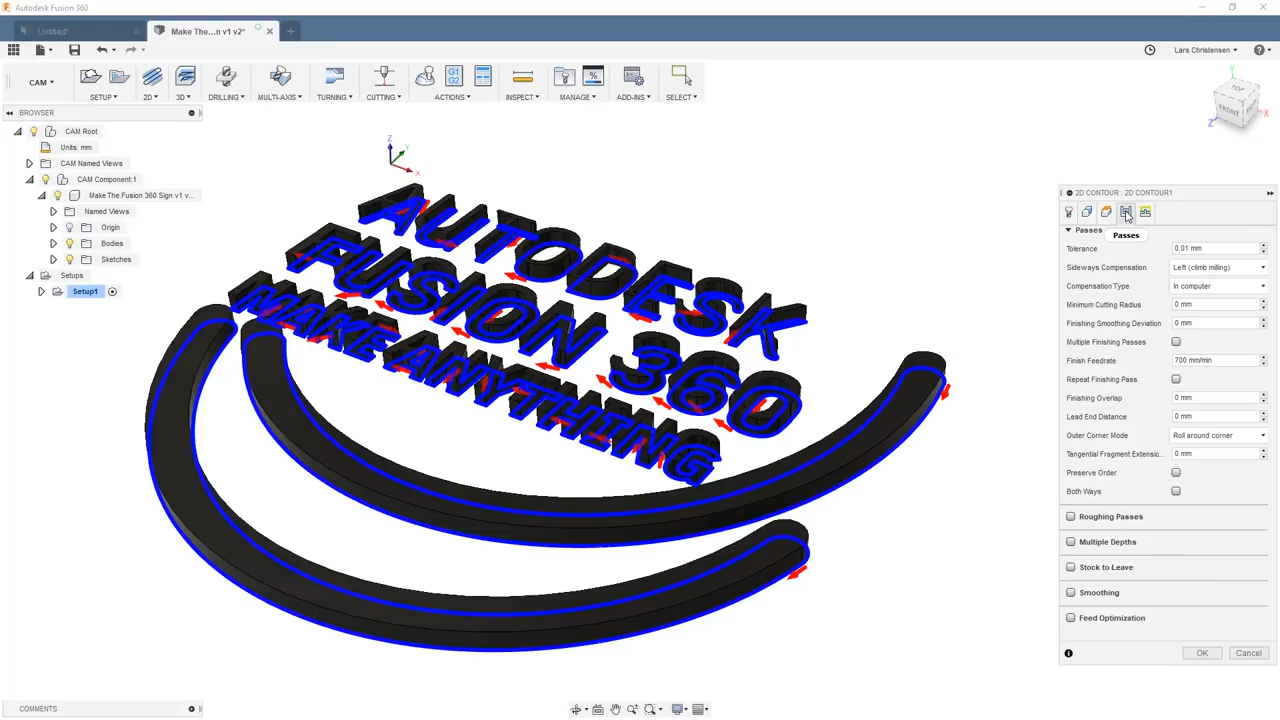 Autodesk Fusion 360
Untitled*
Make The...n v1 v2*
Lars Christensen
CAM
SETUP
2D
3D
DRILLING
MULTI-AXIS
TURNING
CUTTING
ACTIONS
INSPECT
MANAGE
ADD-INS
SELECT
G1
G2
%
BROWSER
CAM Root
Units: mm
CAM Named Views
CAM Component:1
Make The Fusion 360 Sign v1 v...
Named Views
Origin
Bodies
Sketches
Setups
Setup1
Z
Y
X
AUTODESK
FUSION 360
MAKE ANYTHING
Y
TOP
FRONT
X
Z
2D CONTOUR : 2D CONTOUR1
Passes
Passes
Tolerance 0.01 mm
Sideways Compensation Left (climb milling)
Compensation Type In computer
Minimum Cutting Radius 0 mm
Finishing Smoothing Deviation 0 mm
Multiple Finishing Passes
Finish Feedrate 700 mm/min
Repeat Finishing Pass
Finishing Overlap 0 mm
Lead End Distance 0 mm
Outer Corner Mode Roll around corner
Tangential Fragment Extensio... 0 mm
Preserve Order
Both Ways
Roughing Passes
Multiple Depths
Stock to Leave
Smoothing
Feed Optimization
OK Cancel
COMMENTS